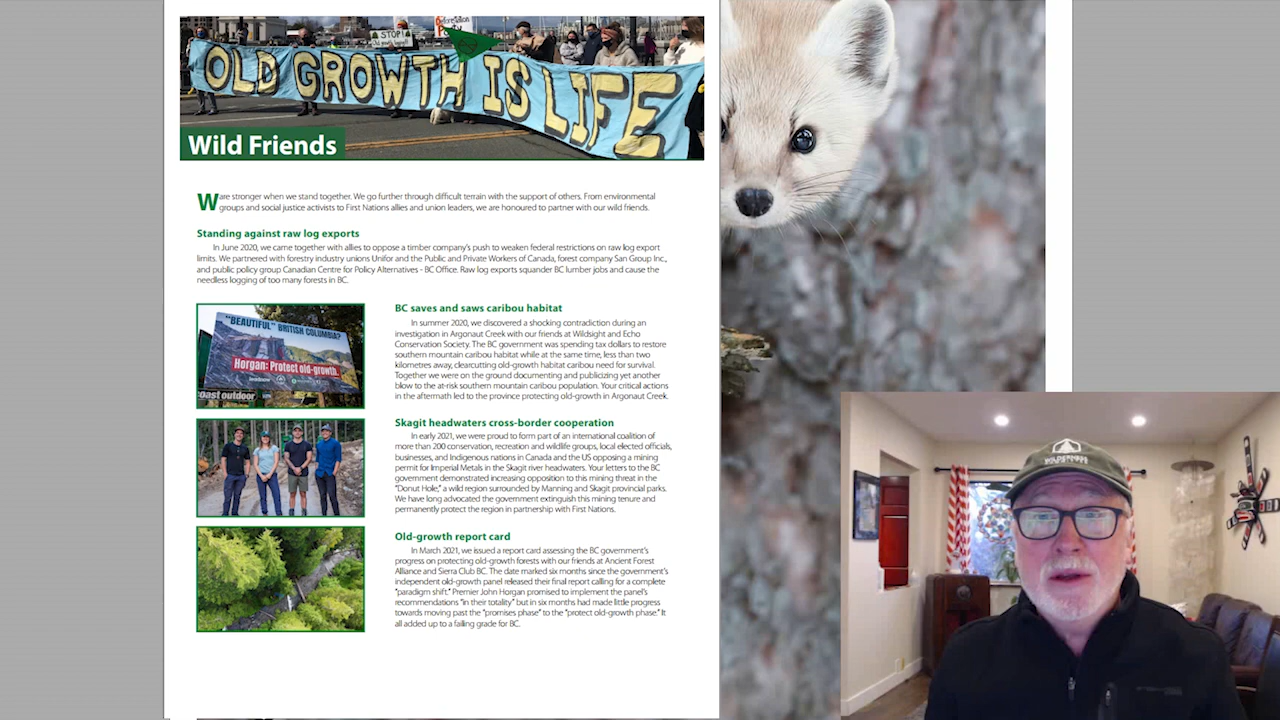 STOP!
OLD GROWTH IS LIFE
Wild Friends
Ware stronger when we stand together. We go further through difficult terrain with the support of others. From environmental
groups and social justice activists to First Nations allies and union leaders, we are honoured to partner with our wild friends.
Standing against raw log exports
In June 2020, we came together with allies to oppose a timber company's push to weaken federal restrictions on raw log export
limits. We partnered with forestry industry unions Unifor and the Public and Private Workers of Canada, forest company San Group Inc.,
and public policy group Canadian Centre for Policy Alternatives - BC Office. Raw log exports squander BC lumber jobs and cause the
needless logging of too many forests in BC.
"BEAUTIFUL" BRITISH COLUMBIA?
Horgan: Protect old-growth.
oast outdoor
BC saves and saws caribou habitat
In summer 2020, we discovered a shocking contradiction during an
investigation in Argonaut Creek with our friends at Wildsight and Echo
Conservation Society. The BC government was spending tax dollars to restore
southern mountain caribou habitat while at the same time, less than two
kilometres away, clearcutting old-growth habitat caribou need for survival.
Together we were on the ground documenting and publicizing yet another
blow to the at-risk southern mountain caribou population. Your critical actions
in the aftermath led to the province protecting old-growth in Argonaut Creek.
Skagit headwaters cross-border cooperation
In early 2021, we were proud to form part of an international coalition of
more than 200 conservation, recreation and wildlife groups, local elected officials,
businesses, and Indigenous nations in Canada and the US opposing a mining
permit for Imperial Metals in the Skagit river headwaters. Your letters to the BC
government demonstrated increasing opposition to this mining threat in the
"Donut Hole," a wild region surrounded by Manning and Skagit provincial parks.
We have long advocated the government extinguish this mining tenure and
permanently protect the region in partnership with First Nations.
Old-growth report card
In March 2021, we issued a report card assessing the BC government's
progress on protecting old-growth forests with our friends at Ancient Forest
Alliance and Sierra Club BC. The date marked six months since the government's
independent old-growth panel released their final report calling for a complete
"paradigm shift." Premier John Horgan promised to implement the panel's
recommendations "in their totality" but in six months had made little progress
towards moving past the "promises phase" to the "protect old-growth phase." It
all added up to a failing grade for BC.
WILDERNESS